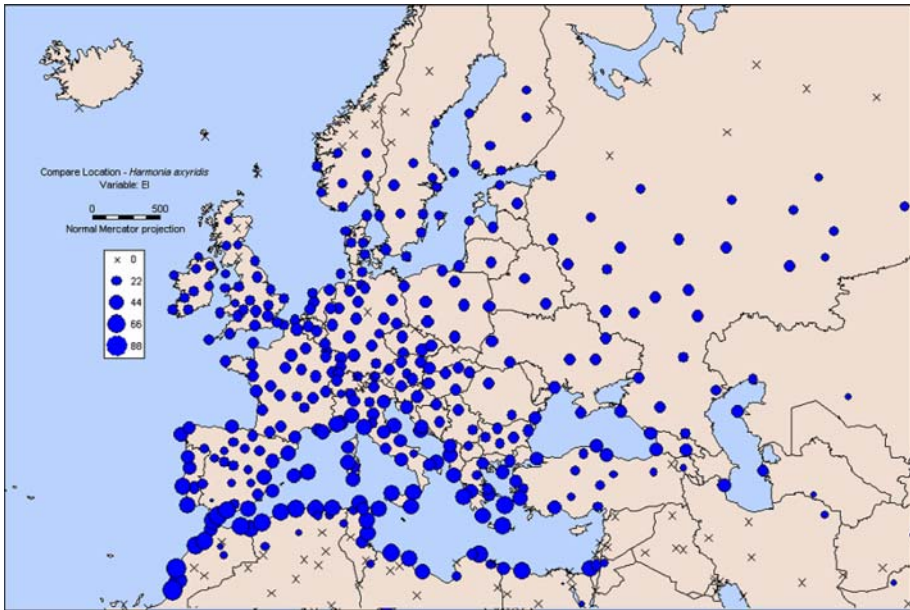 Compare Location - Harmonia axyridis
Variable: EI
0 500
Normal Mercator projection
0
22
44
66
88